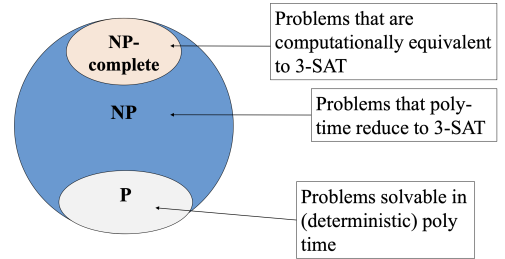 NP-
complete
Problems that are
computationally equivalent
to 3-SAT
NP
Problems that poly-
time reduce to 3-SAT
P
Problems solvable in
(deterministic) poly
time